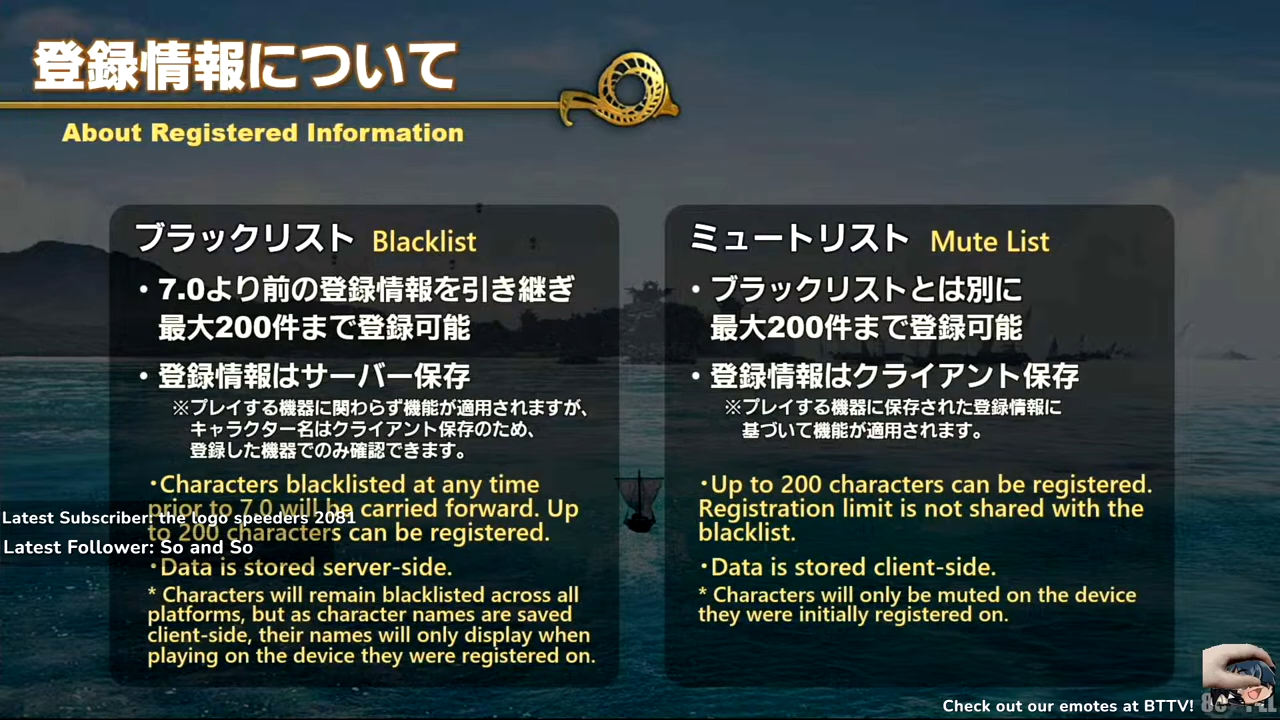 登録情報について
About Registered Information
ブラックリスト Blacklist
・7.0より前の登録情報を引き継ぎ
最大200件まで登録可能
・登録情報はサーバー保存
※プレイする機器に関わらず機能が適用されますが、
キャラクター名はクライアント保存のため、
登録した機器でのみ確認できます。
・Characters blacklisted at any time
prior to 7.0 will be carried forward. Up
to 200 characters can be registered.
・Data is stored server-side.
* Characters will remain blacklisted across all
platforms, but as character names are saved
client-side, their names will only display when
playing on the device they were registered on.
ミュートリスト Mute List
・ブラックリストとは別に
最大200件まで登録可能
・登録情報はクライアント保存
※プレイする機器に保存された登録情報に
基づいて機能が適用されます。
・Up to 200 characters can be registered.
Registration limit is not shared with the
blacklist.
・Data is stored client-side.
* Characters will only be muted on the device
they were initially registered on.
Latest Subscriber: the logo speeders 2081
Latest Follower: So and So
Check out our emotes at BTTV!